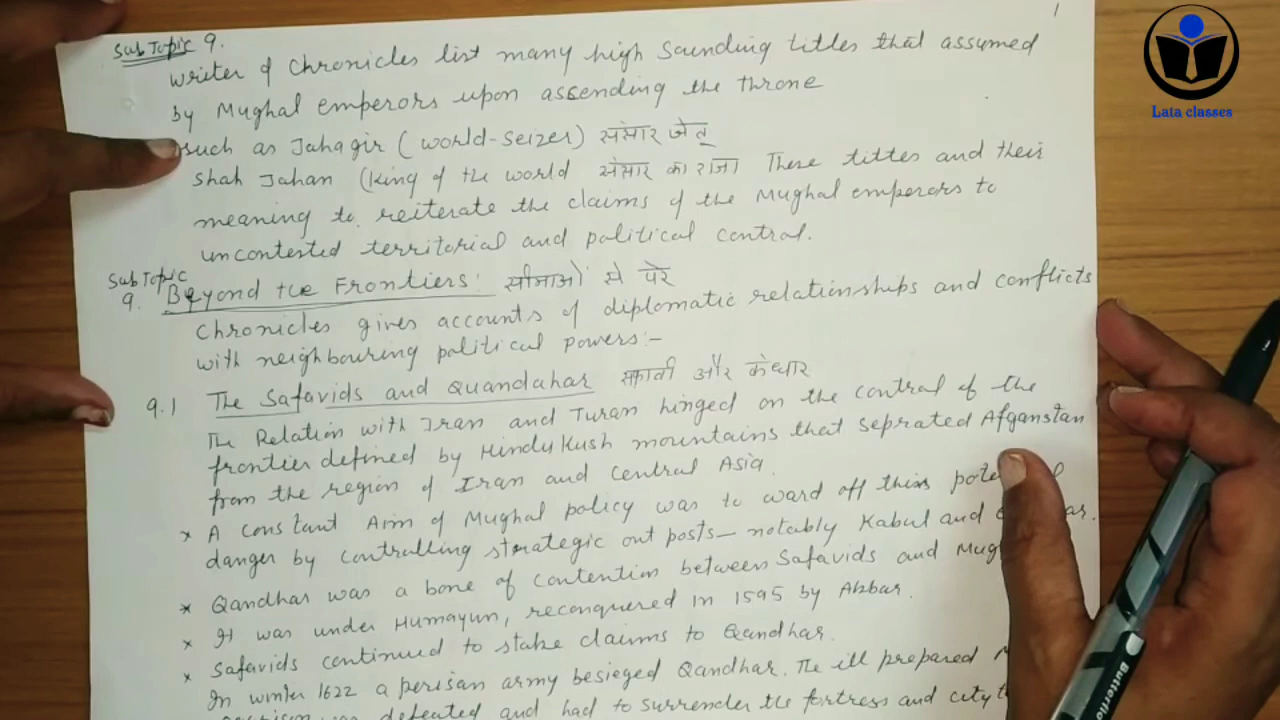 1
Sub Topic 9.
Writer of Chronicles list many high Sounding titles that assumed
by Mughal emperors upon ascending the throne
such as Jahagir (world-seizer) संसार जेतू
Shah Jahan (King of the world संसार का राजा These tittes and their
meaning to reiterate the claims of the Mughal emperors to
uncontested territorial and political control.
Sub Topic
9. Beyond the Frontiers: सीमाओं से परे
Chronicles gives accounts of diplomatic relationships and conflicts
with neighbouring political powers:-
9.1 The Safavids and Quandahar सफ़ावी और कंधार
The Relation with Iran and Turan hinged on the control of the
frontier defined by Hindu Kush mountains that seprated Afganstan
from the region of Iran and Central Asia.
* A constant Aim of Mughal policy was to ward off this
danger by controlling strategic out posts— notably Kabul and
* Qandhar was a bone of contention between Safavids and
* It was under Humayun, reconquered in 1595 by Akbar.
* Safavids continued to stake claims to Qandhar.
In winter 1622 a perisan army besieged Qandhar. The ill prepared
defeated and had to surrender the fortress and city
Lata classes
Butterflow